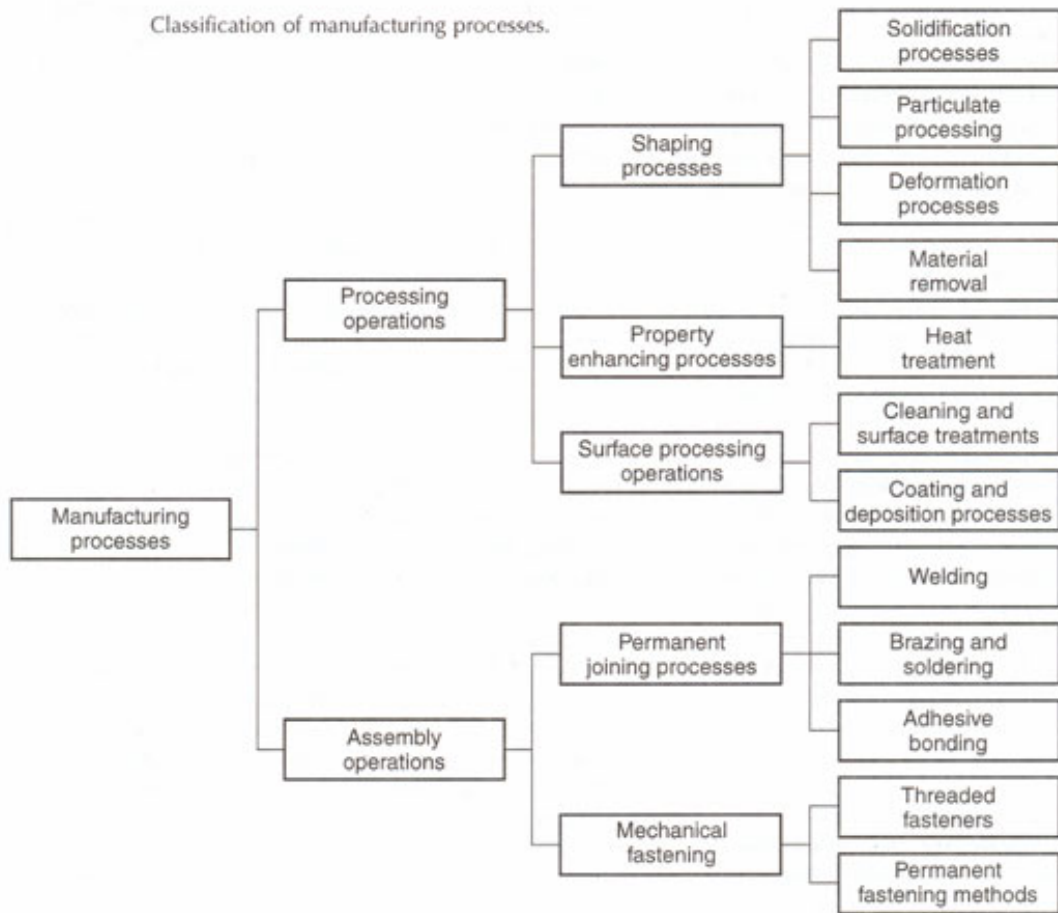 Classification of manufacturing processes.
Solidification
processes
Particulate
processing
Shaping
processes
Deformation
processes
Material
removal
Processing
operations
Property
enhancing processes
Heat
treatment
Cleaning and
surface treatments
Surface processing
operations
Coating and
deposition processes
Manufacturing
processes
Welding
Permanent
joining processes
Brazing and
soldering
Assembly
operations
Adhesive
bonding
Threaded
fasteners
Mechanical
fastening
Permanent
fastening methods